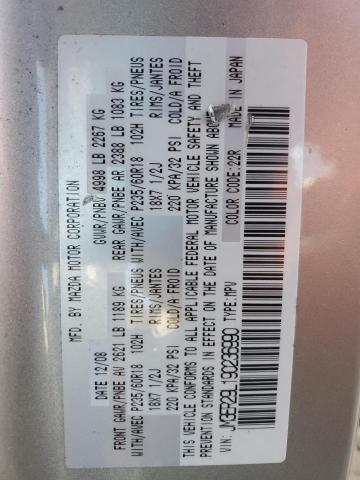 MFD. BY MAZDA MOTOR CORPORATION
12/08 GVWR/PNBV 4998 LB 2267 KG
FRONT GAWR/PNBE AV 2621 LB 1189 KG REAR GAWR/PNBE AR 2388 LB 1083 KG
WITH/AVEC P235/60R18 102H TIRES/PNEUS WITH/AVEC P235/60R18 102H TIRES/PNEUS
18X7 1/2J RIMS/JANTES 18X7 1/2J RIMS/JANTES
220 KPA/32 PSI COLD/A FROID 220 KPA/32 PSI COLD/A FROID
THIS VEHICLE CONFORMS TO ALL APPLICABLE FEDERAL MOTOR VEHICLE SAFETY AND THEFT
PREVENTION STANDARDS IN EFFECT ON THE DATE OF MANUFACTURE SHOWN ABOVE.
VIN: JM3ER29L190236990 TYPE: MPV COLOR CODE: 22R MADE IN JAPAN